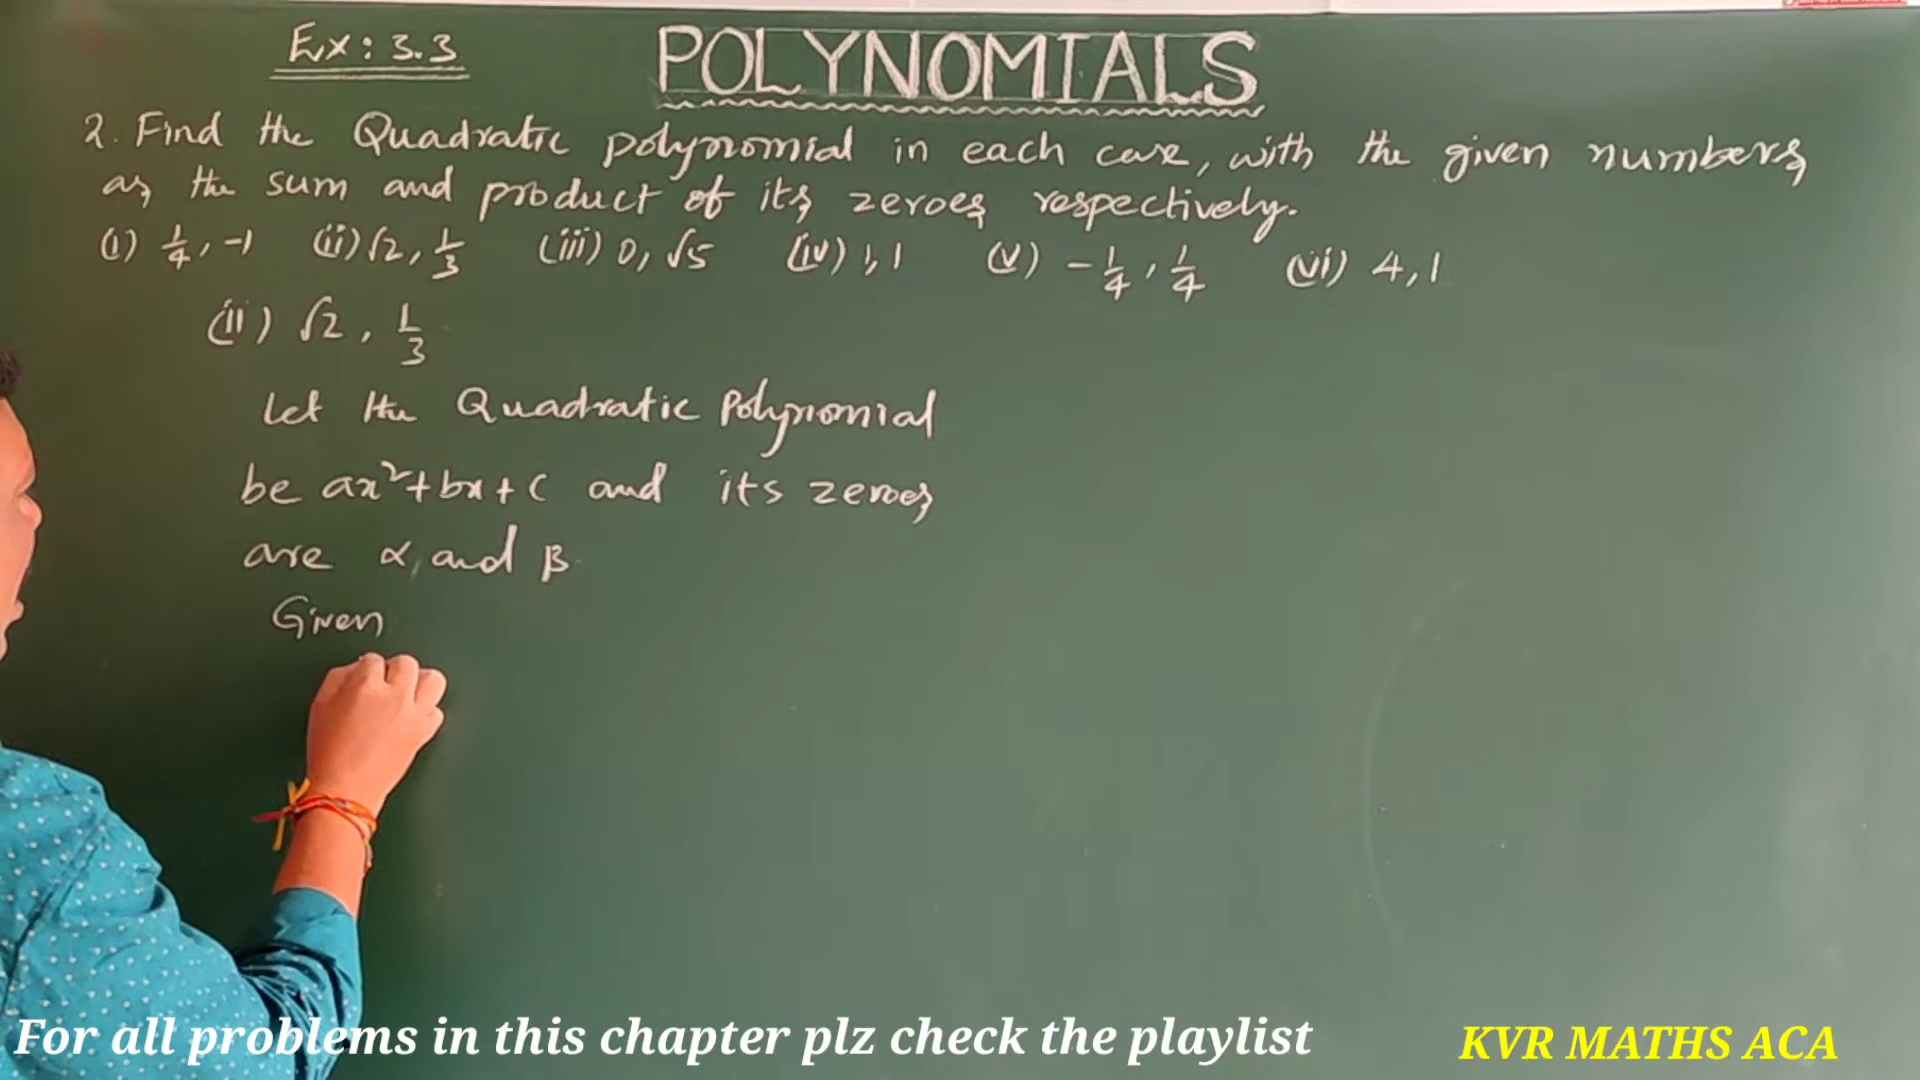 Ex: 3.3
POLYNOMIALS
2. Find the Quadratic polynomial in each case, with the given numbers
as the sum and product of its zeroes respectively.
(i) 1/4, -1 (ii) √2, 1/3 (iii) 0, √5 (iv) 1, 1 (v) -1/4, 1/4 (vi) 4, 1
(ii) √2, 1/3
Let the Quadratic Polynomial
be ax²+bx+c and its zeroes
are α and β.
Given
For all problems in this chapter plz check the playlist
KVR MATHS ACA